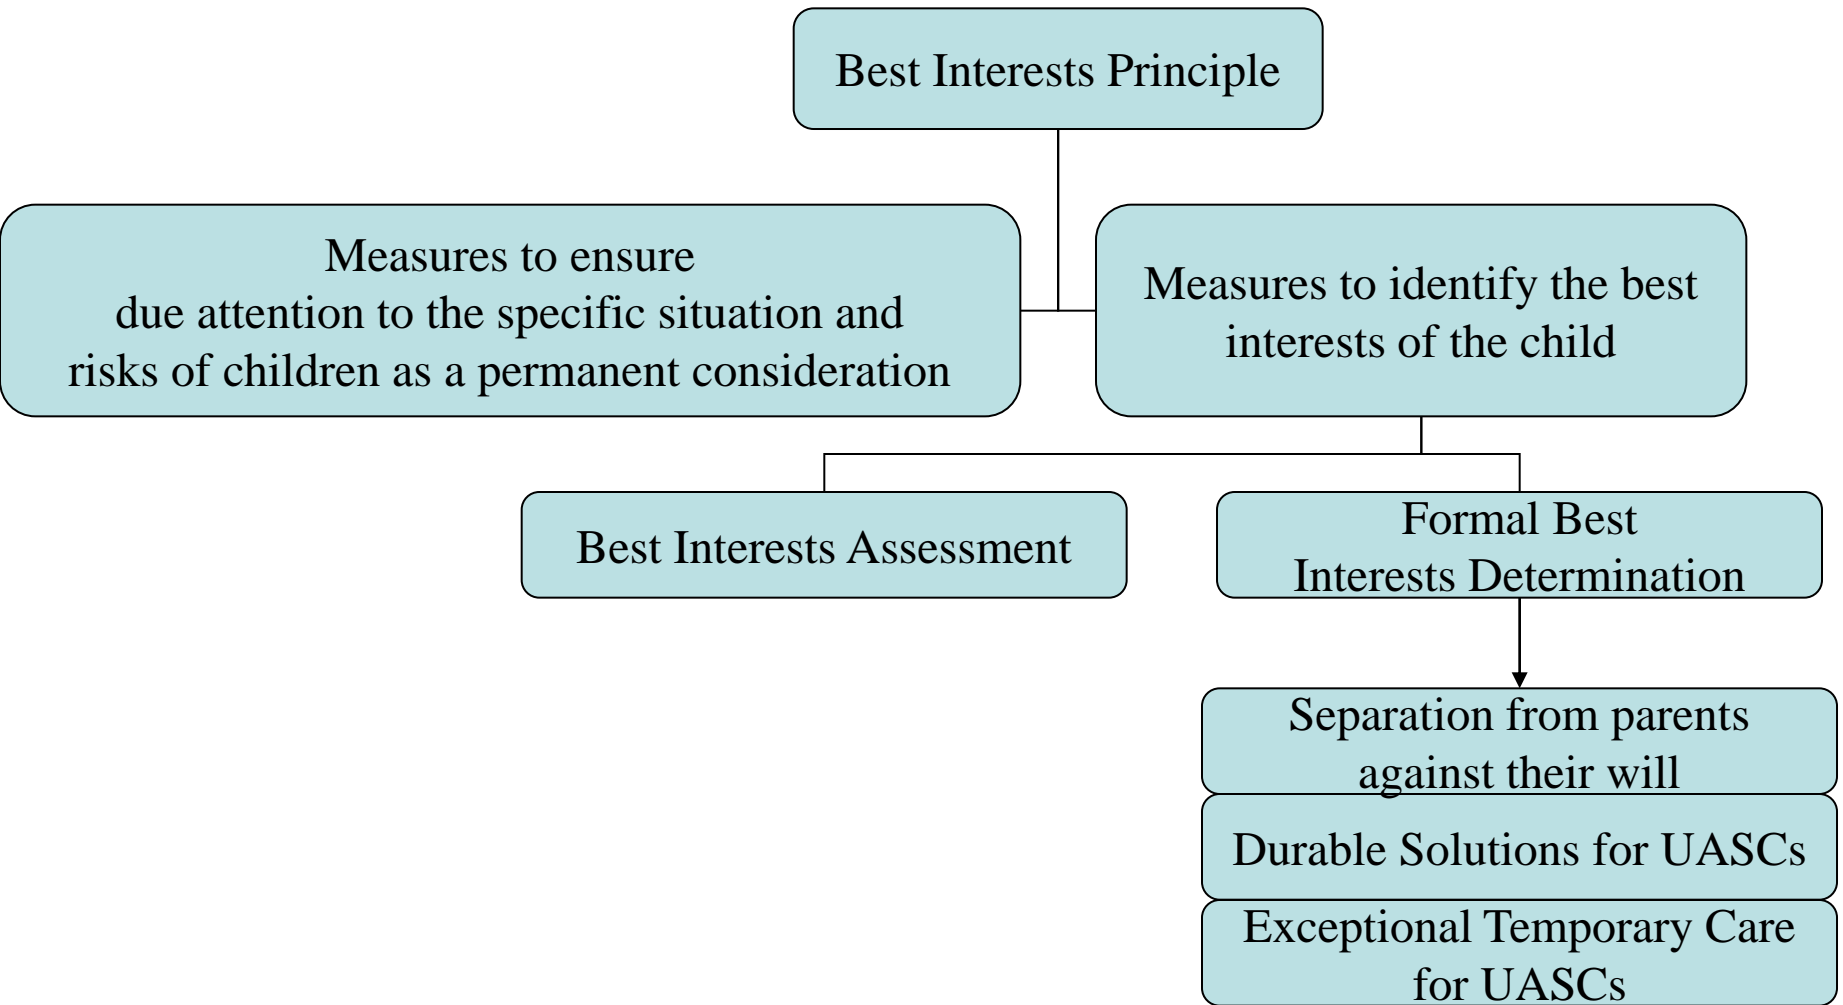 Best Interests Principle
Measures to ensure
due attention to the specific situation and
risks of children as a permanent consideration
Measures to identify the best
interests of the child
Best Interests Assessment
Formal Best
Interests Determination
Separation from parents
against their will
Durable Solutions for UASCs
Exceptional Temporary Care
for UASCs